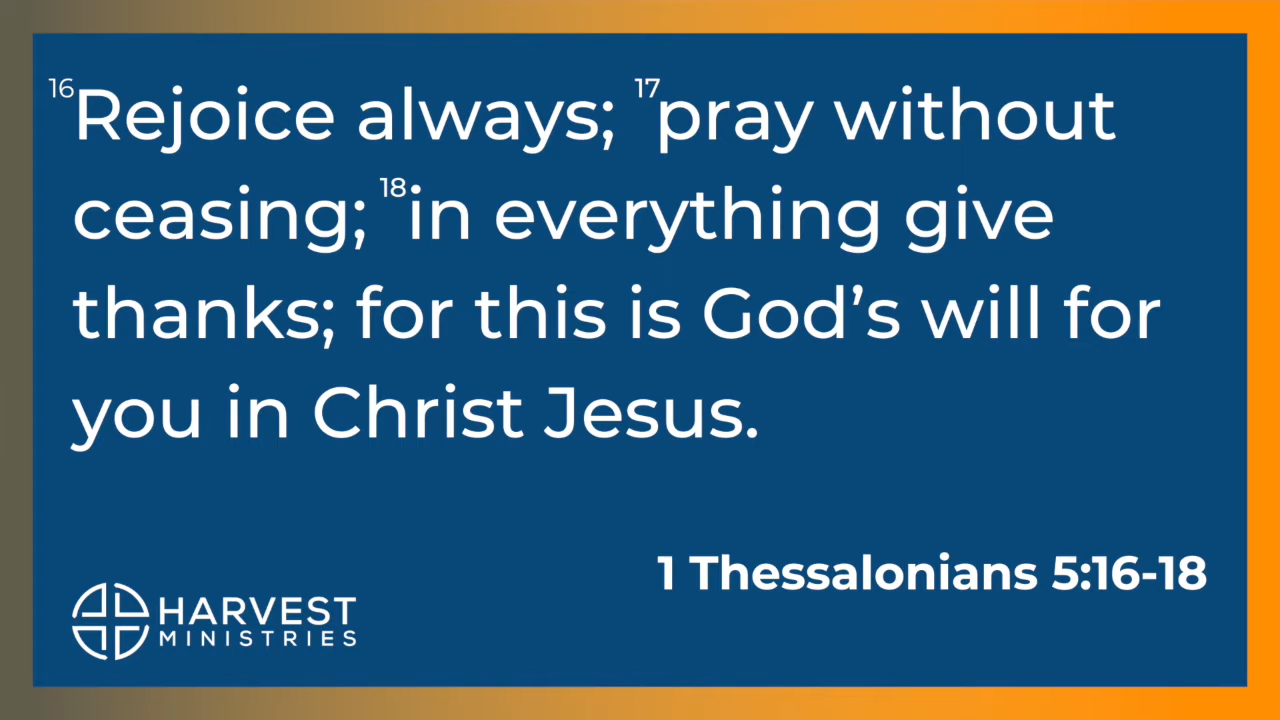 16Rejoice always; 17pray without
ceasing; 18in everything give
thanks; for this is God’s will for
you in Christ Jesus.
1 Thessalonians 5:16-18
HARVEST
MINISTRIES